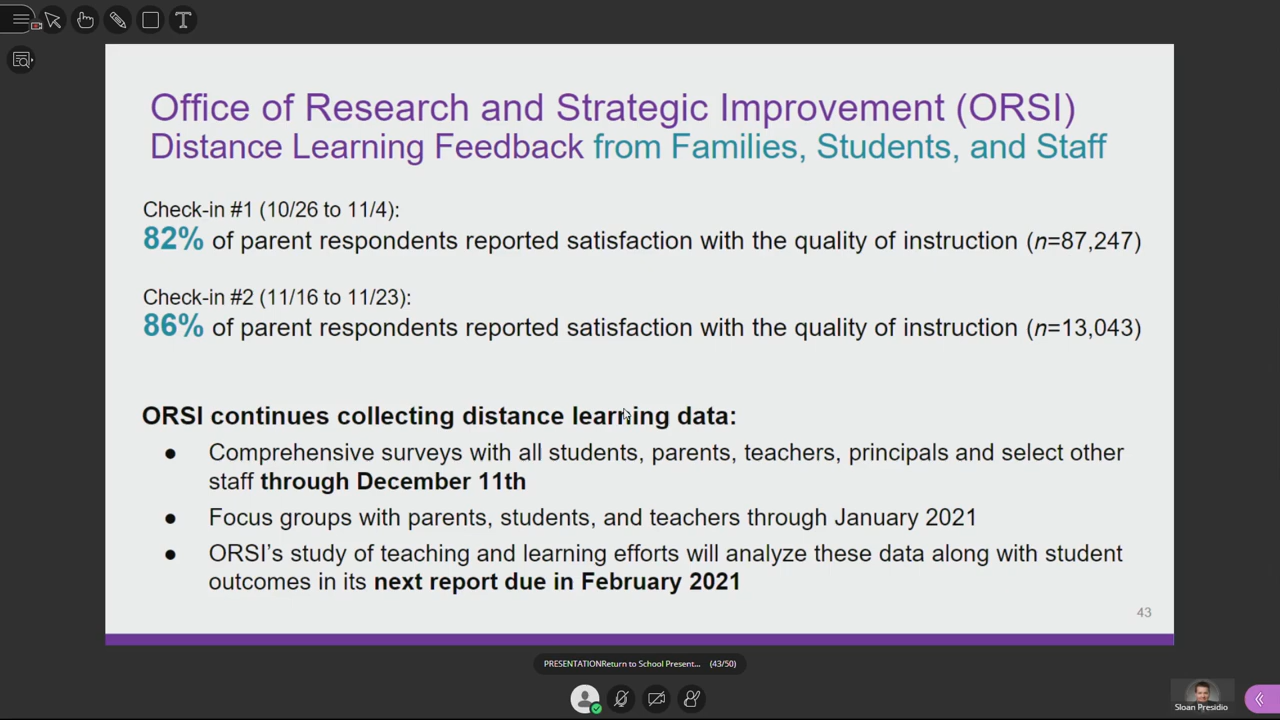 Office of Research and Strategic Improvement (ORSI)
Distance Learning Feedback from Families, Students, and Staff
Check-in #1 (10/26 to 11/4):
82% of parent respondents reported satisfaction with the quality of instruction (n=87,247)
Check-in #2 (11/16 to 11/23):
86% of parent respondents reported satisfaction with the quality of instruction (n=13,043)
ORSI continues collecting distance learning data:
● Comprehensive surveys with all students, parents, teachers, principals and select other
staff through December 11th
● Focus groups with parents, students, and teachers through January 2021
● ORSI’s study of teaching and learning efforts will analyze these data along with student
outcomes in its next report due in February 2021
43
PRESENTATIONReturn to School Present... (43/50)
Sloan Presidio